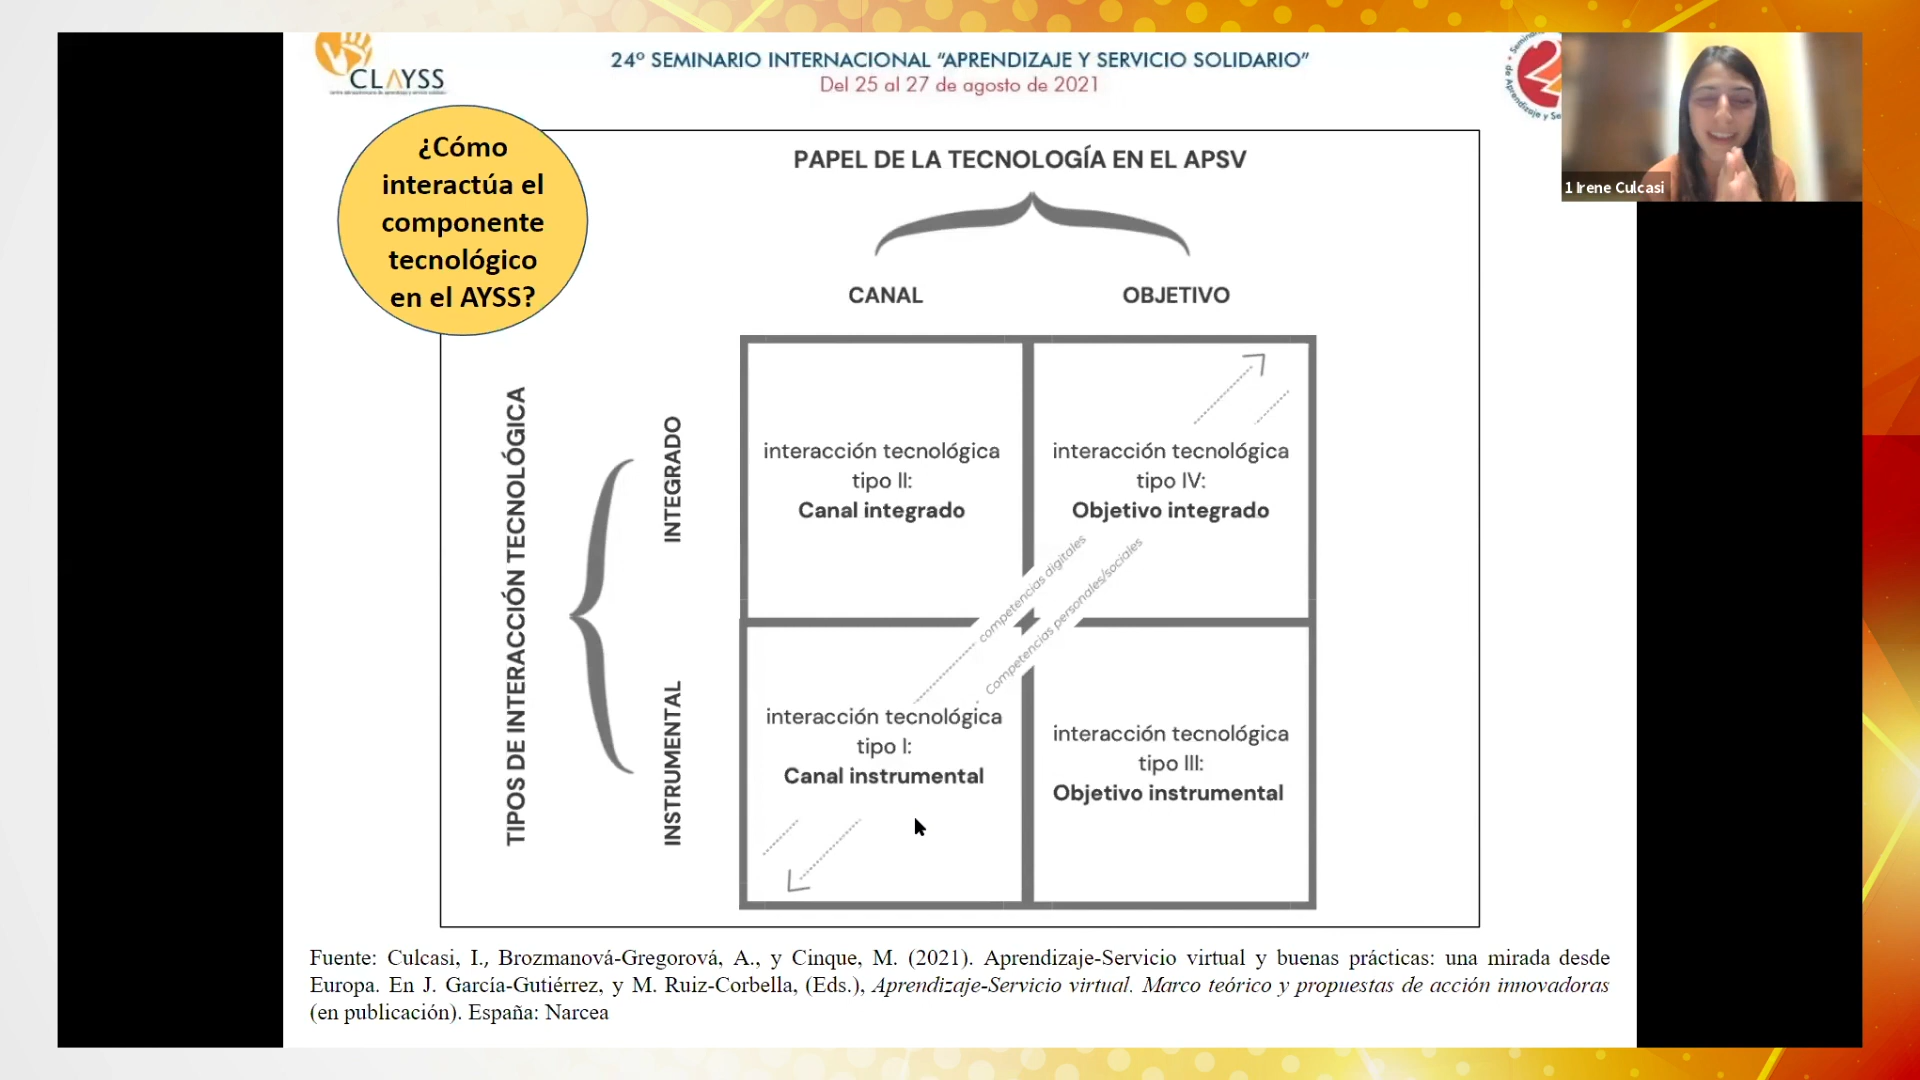 CLAYSS
24º SEMINARIO INTERNACIONAL “APRENDIZAJE Y SERVICIO SOLIDARIO”
Del 25 al 27 de agosto de 2021
1 Irene Culcasi
¿Cómo
interactúa el
componente
tecnológico
en el AYSS?
PAPEL DE LA TECNOLOGÍA EN EL APSV
CANAL
OBJETIVO
TIPOS DE INTERACCIÓN TECNOLÓGICA
INTEGRADO
INSTRUMENTAL
interacción tecnológica
tipo II:
Canal integrado
interacción tecnológica
tipo IV:
Objetivo integrado
competencias digitales
Competencias personales/sociales
interacción tecnológica
tipo I:
Canal instrumental
interacción tecnológica
tipo III:
Objetivo instrumental
Fuente: Culcasi, I., Brozmanová-Gregorová, A., y Cinque, M. (2021). Aprendizaje-Servicio virtual y buenas prácticas: una mirada desde
Europa. En J. García-Gutiérrez, y M. Ruiz-Corbella, (Eds.), Aprendizaje-Servicio virtual. Marco teórico y propuestas de acción innovadoras
(en publicación). España: Narcea